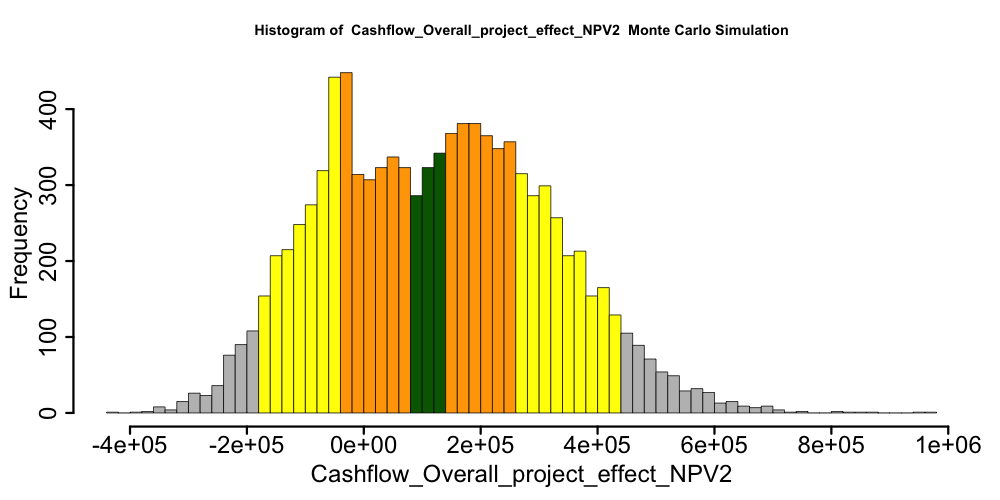 Histogram of  Cashflow_Overall_project_effect_NPV2  Monte Carlo Simulation
Frequency
400
300
200
100
0
-4e+05 -2e+05 0e+00 2e+05 4e+05 6e+05 8e+05 1e+06
Cashflow_Overall_project_effect_NPV2